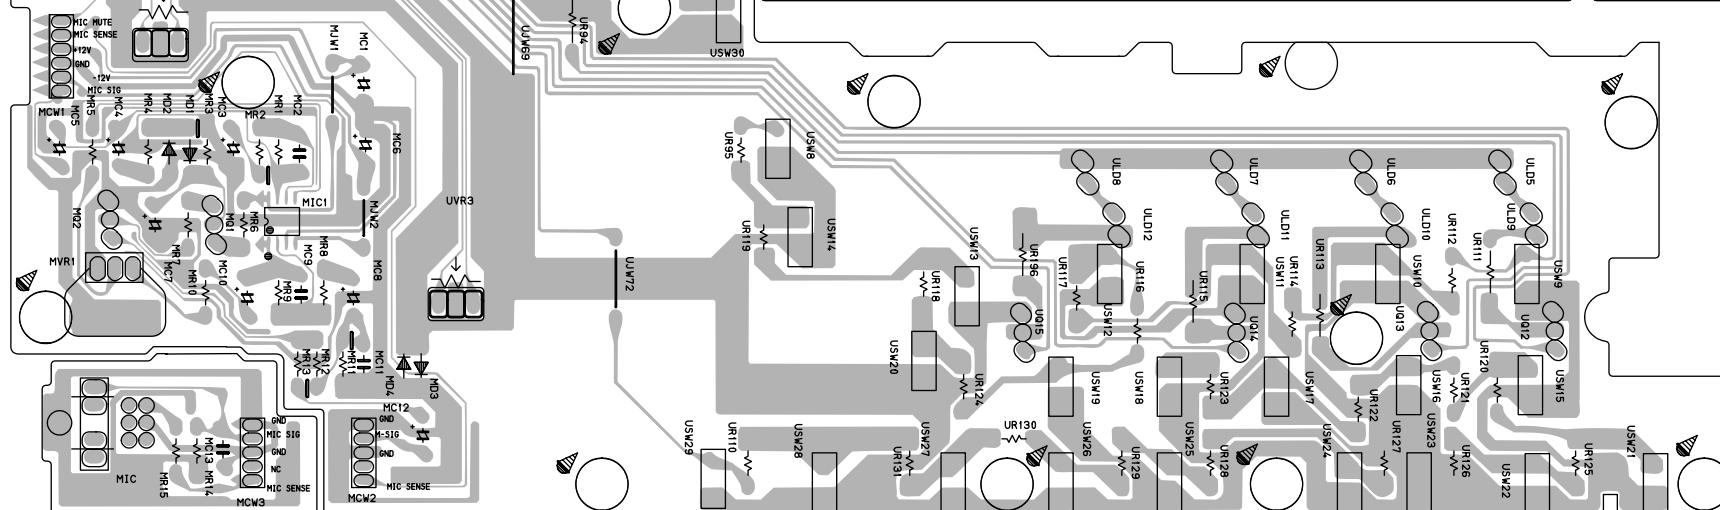 MIC MUTE
MIC SENSE
+12V
GND
-12V
MIC SIG
MCW1
MC5
MR5
MC4
MR4
MD2
MD1
MR3
MC3
MR2
MR1
MC2
MJW1
MC1
MC6
MQ2
MQ1
MR6
MIC1
MJW2
MVR1
MR7
MC7
MR10
MC10
MR9
MC9
MR8
MC8
MR13
MR12
MR11
MC11
MD4
MD3
MC12
GND
M-SIG
GND
MIC SENSE
MCW2
GND
MIC SIG
GND
NC
MIC SENSE
MCW3
MIC
MR15
MC13
MR14
UVR3
UJW69
UR94
USW30
UJW72
UR95
USW8
UR119
USW14
UR118
USW13
USW20
UR124
UR196
UQ15
UR117
USW12
UR116
ULD8
ULD12
ULD7
ULD11
ULD6
ULD10
ULD5
ULD9
UR115
USW11
UR114
UR113
UQ14
USW10
UR112
UR111
USW9
UQ13
UQ12
USW19
USW18
UR123
USW17
UR122
USW16
UR121
UR120
USW15
USW29
UR110
USW28
USW27
UR131
UR130
USW26
UR129
USW25
UR128
USW24
UR127
USW23
UR126
USW22
UR125
USW21